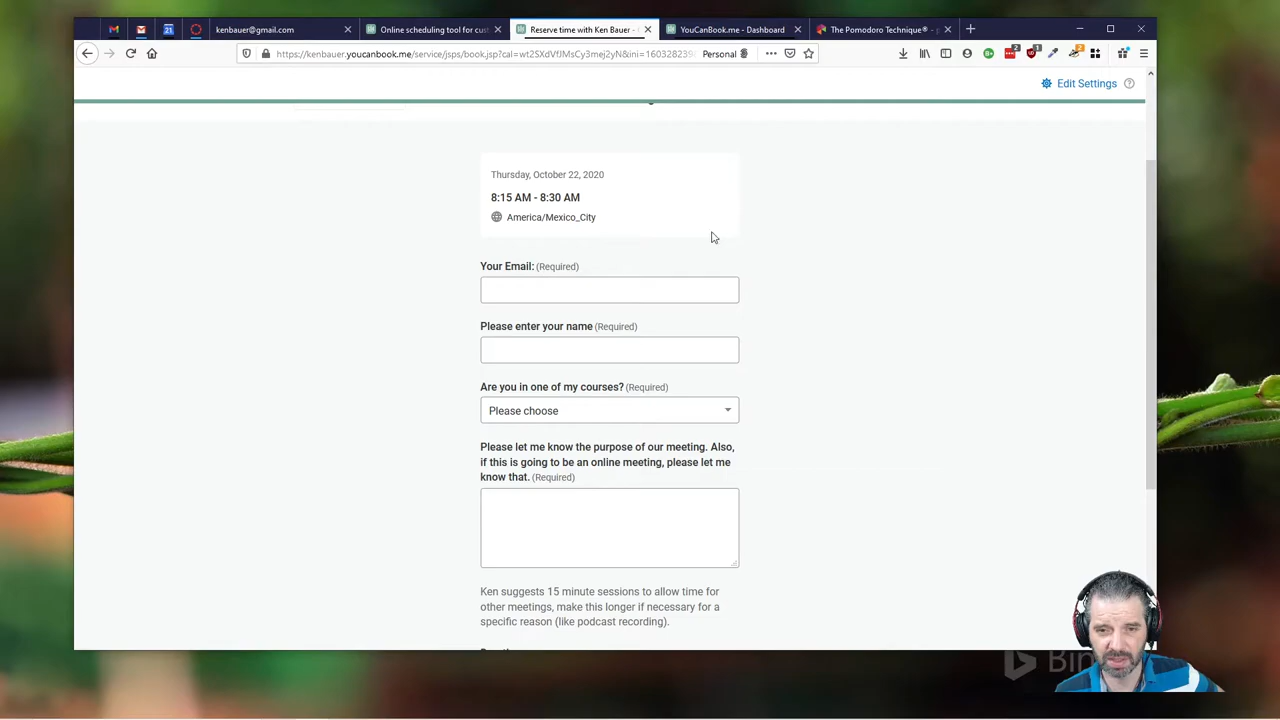 kenbauer@gmail.com
Online scheduling tool for cust
Reserve time with Ken Bauer -
YouCanBook.me - Dashboard
The Pomodoro Technique® -
https://kenbauer.youcanbook.me/service/jsps/book.jsp?cal=wt2SXdVfJMsCy3mej2yN&ini=160328239
Personal
Edit Settings
Thursday, October 22, 2020
8:15 AM - 8:30 AM
America/Mexico_City
Your Email: (Required)
Please enter your name (Required)
Are you in one of my courses? (Required)
Please choose
Please let me know the purpose of our meeting. Also,
if this is going to be an online meeting, please let me
know that. (Required)
Ken suggests 15 minute sessions to allow time for
other meetings, make this longer if necessary for a
specific reason (like podcast recording).